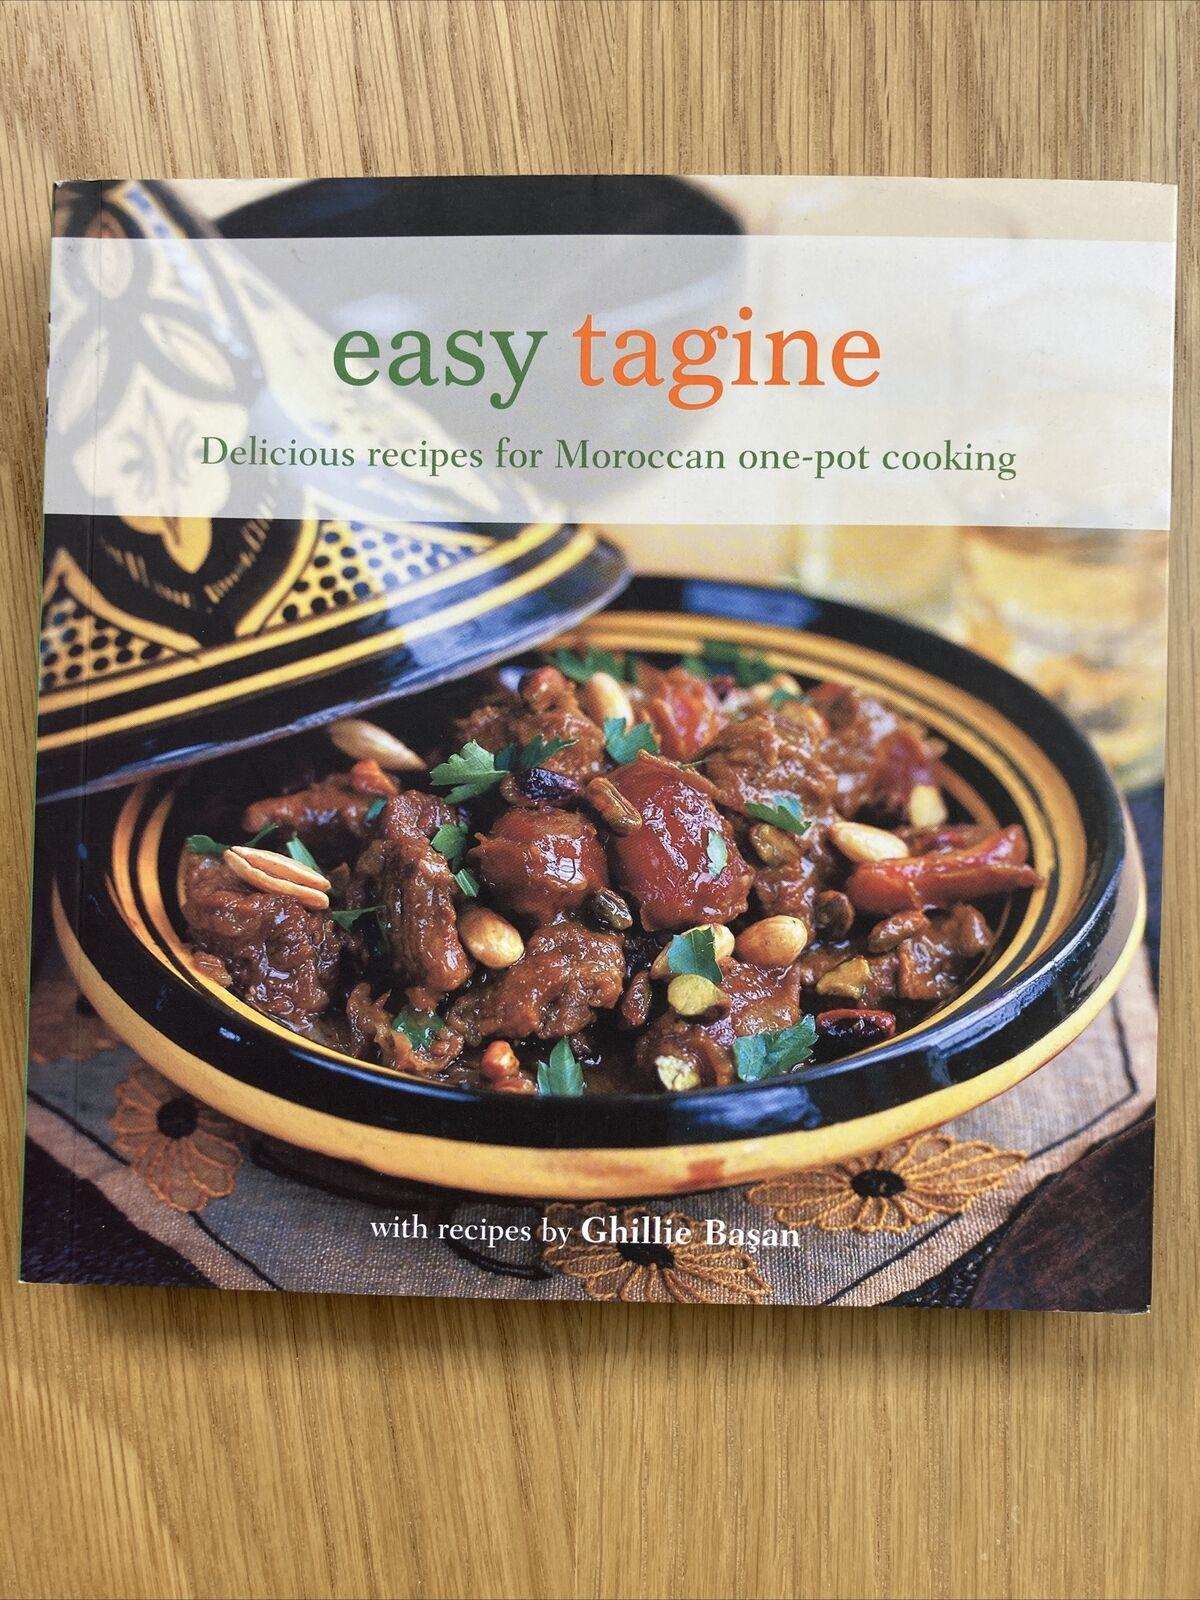 easy tagine
Delicious recipes for Moroccan one-pot cooking
with recipes by Ghillie Başan